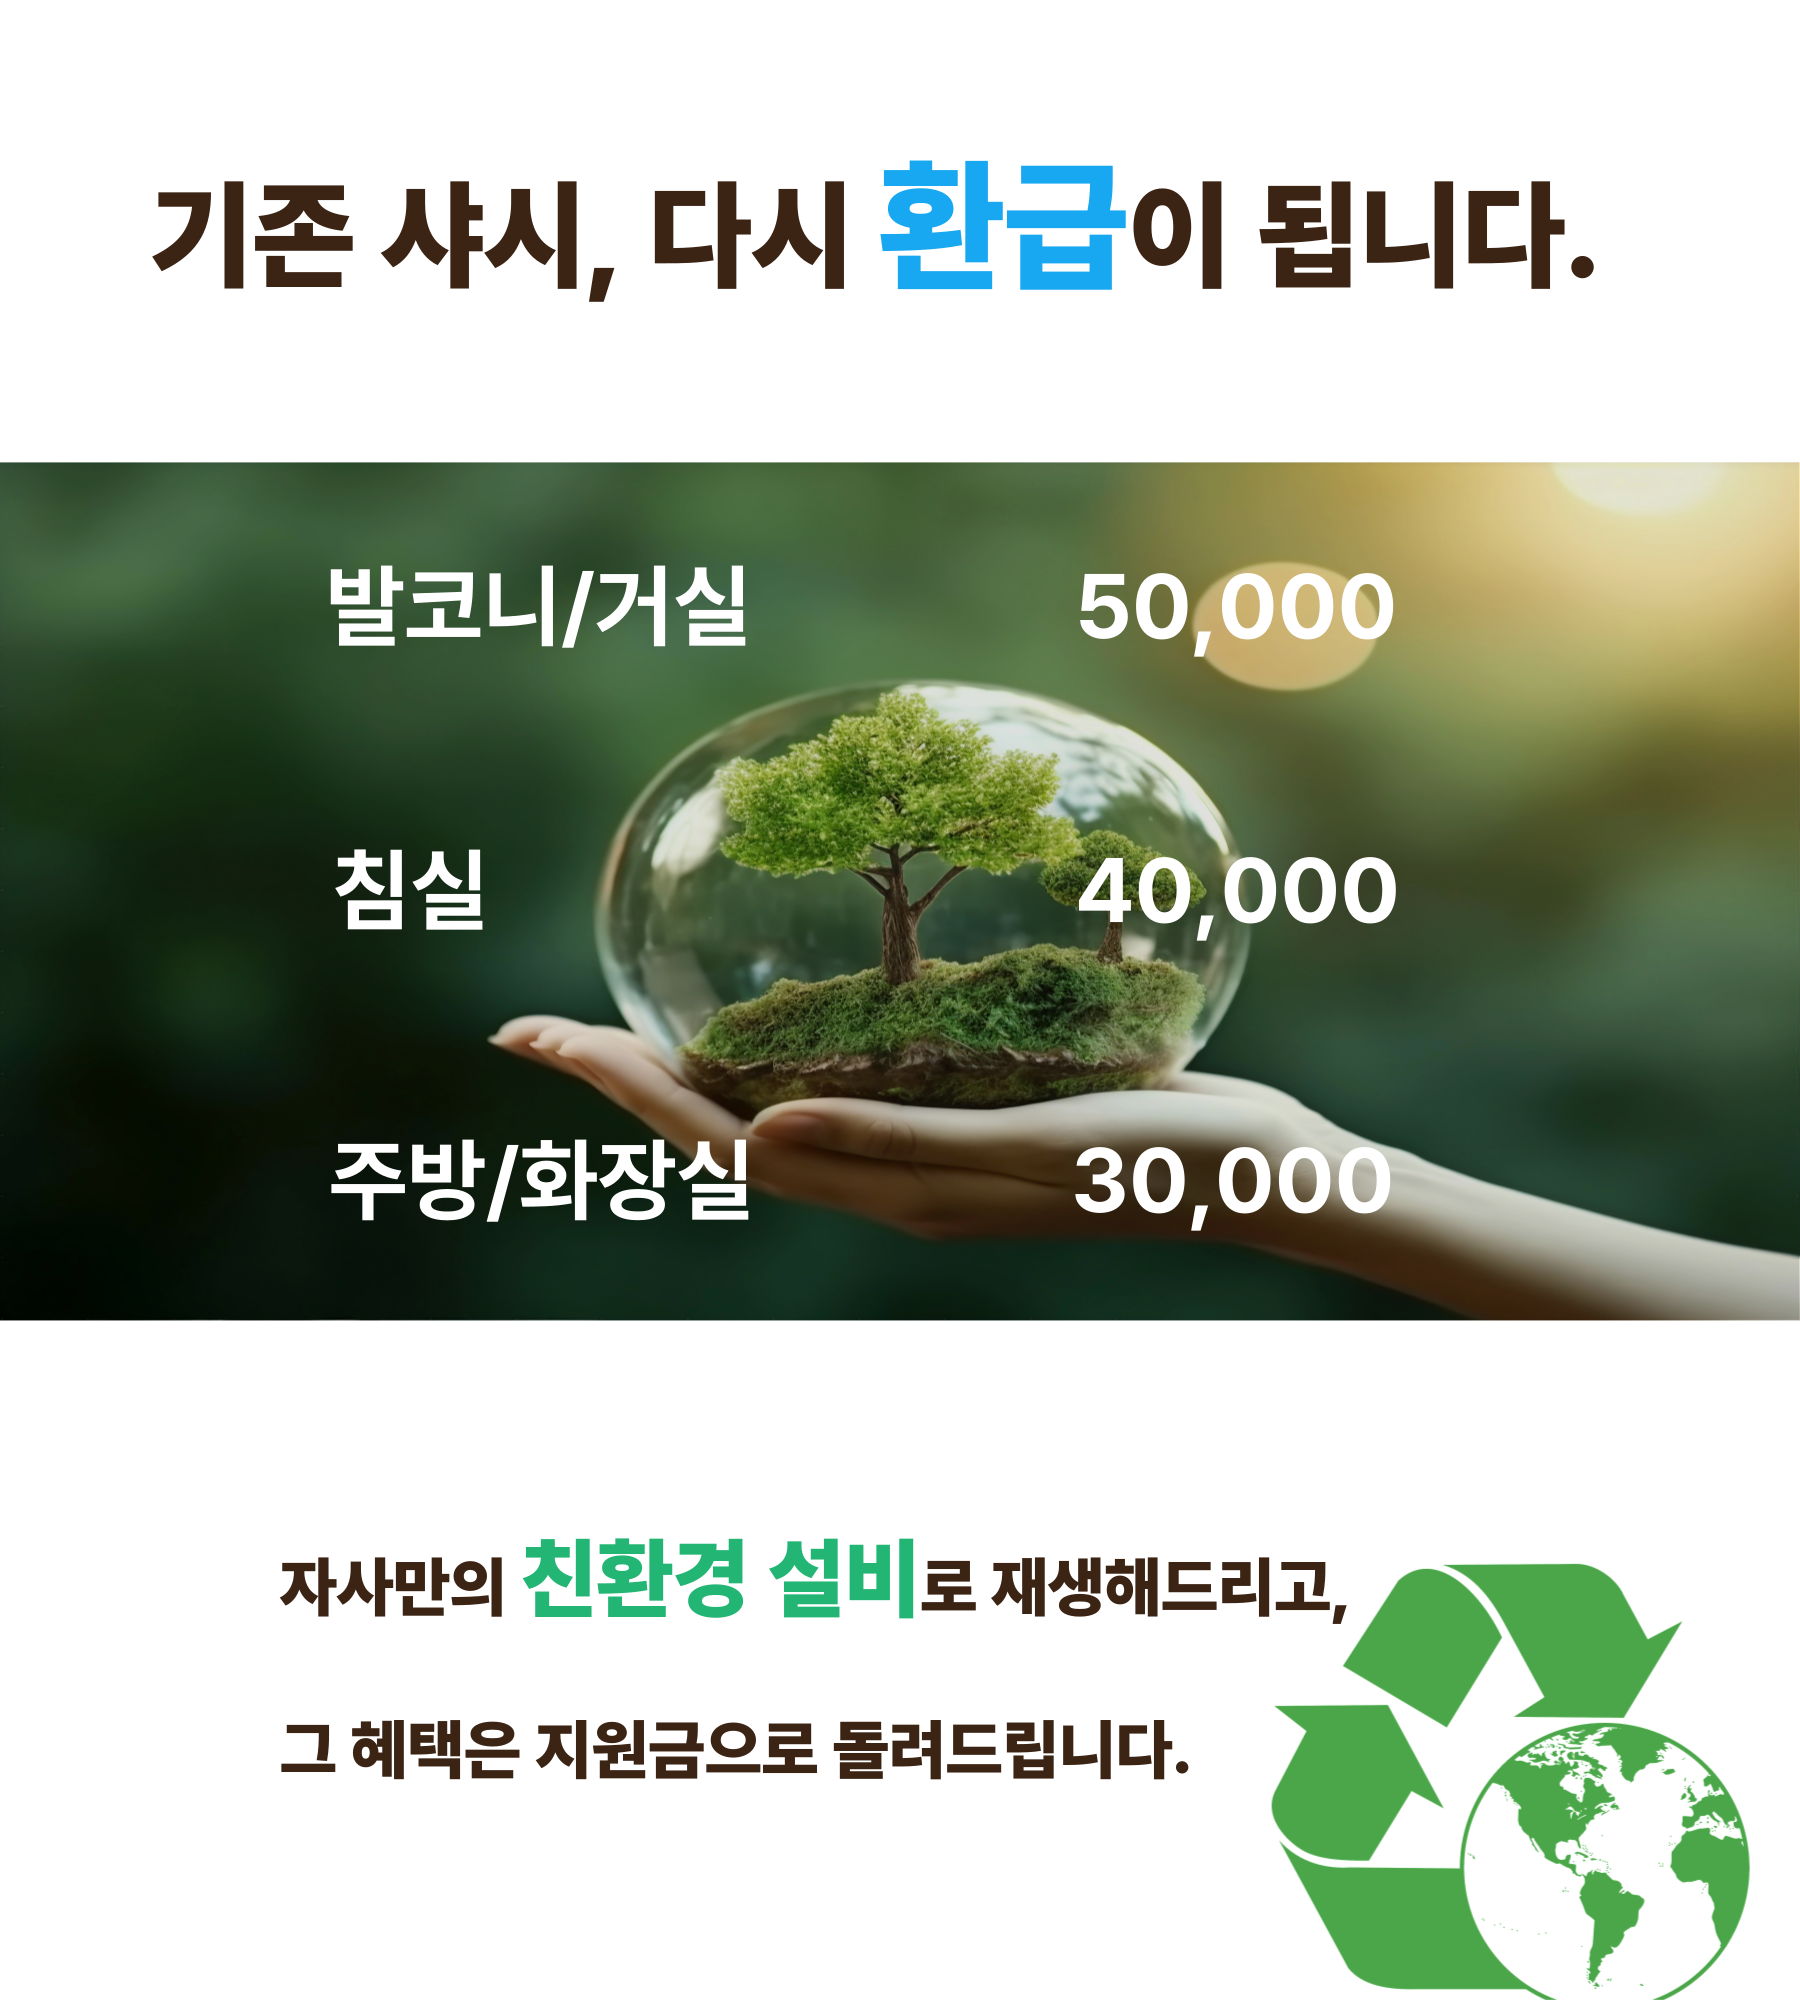 기존 샤시, 다시 환급이 됩니다.
발코니/거실 50,000
침실 40,000
주방/화장실 30,000
자사만의 친환경 설비로 재생해드리고,
그 혜택은 지원금으로 돌려드립니다.